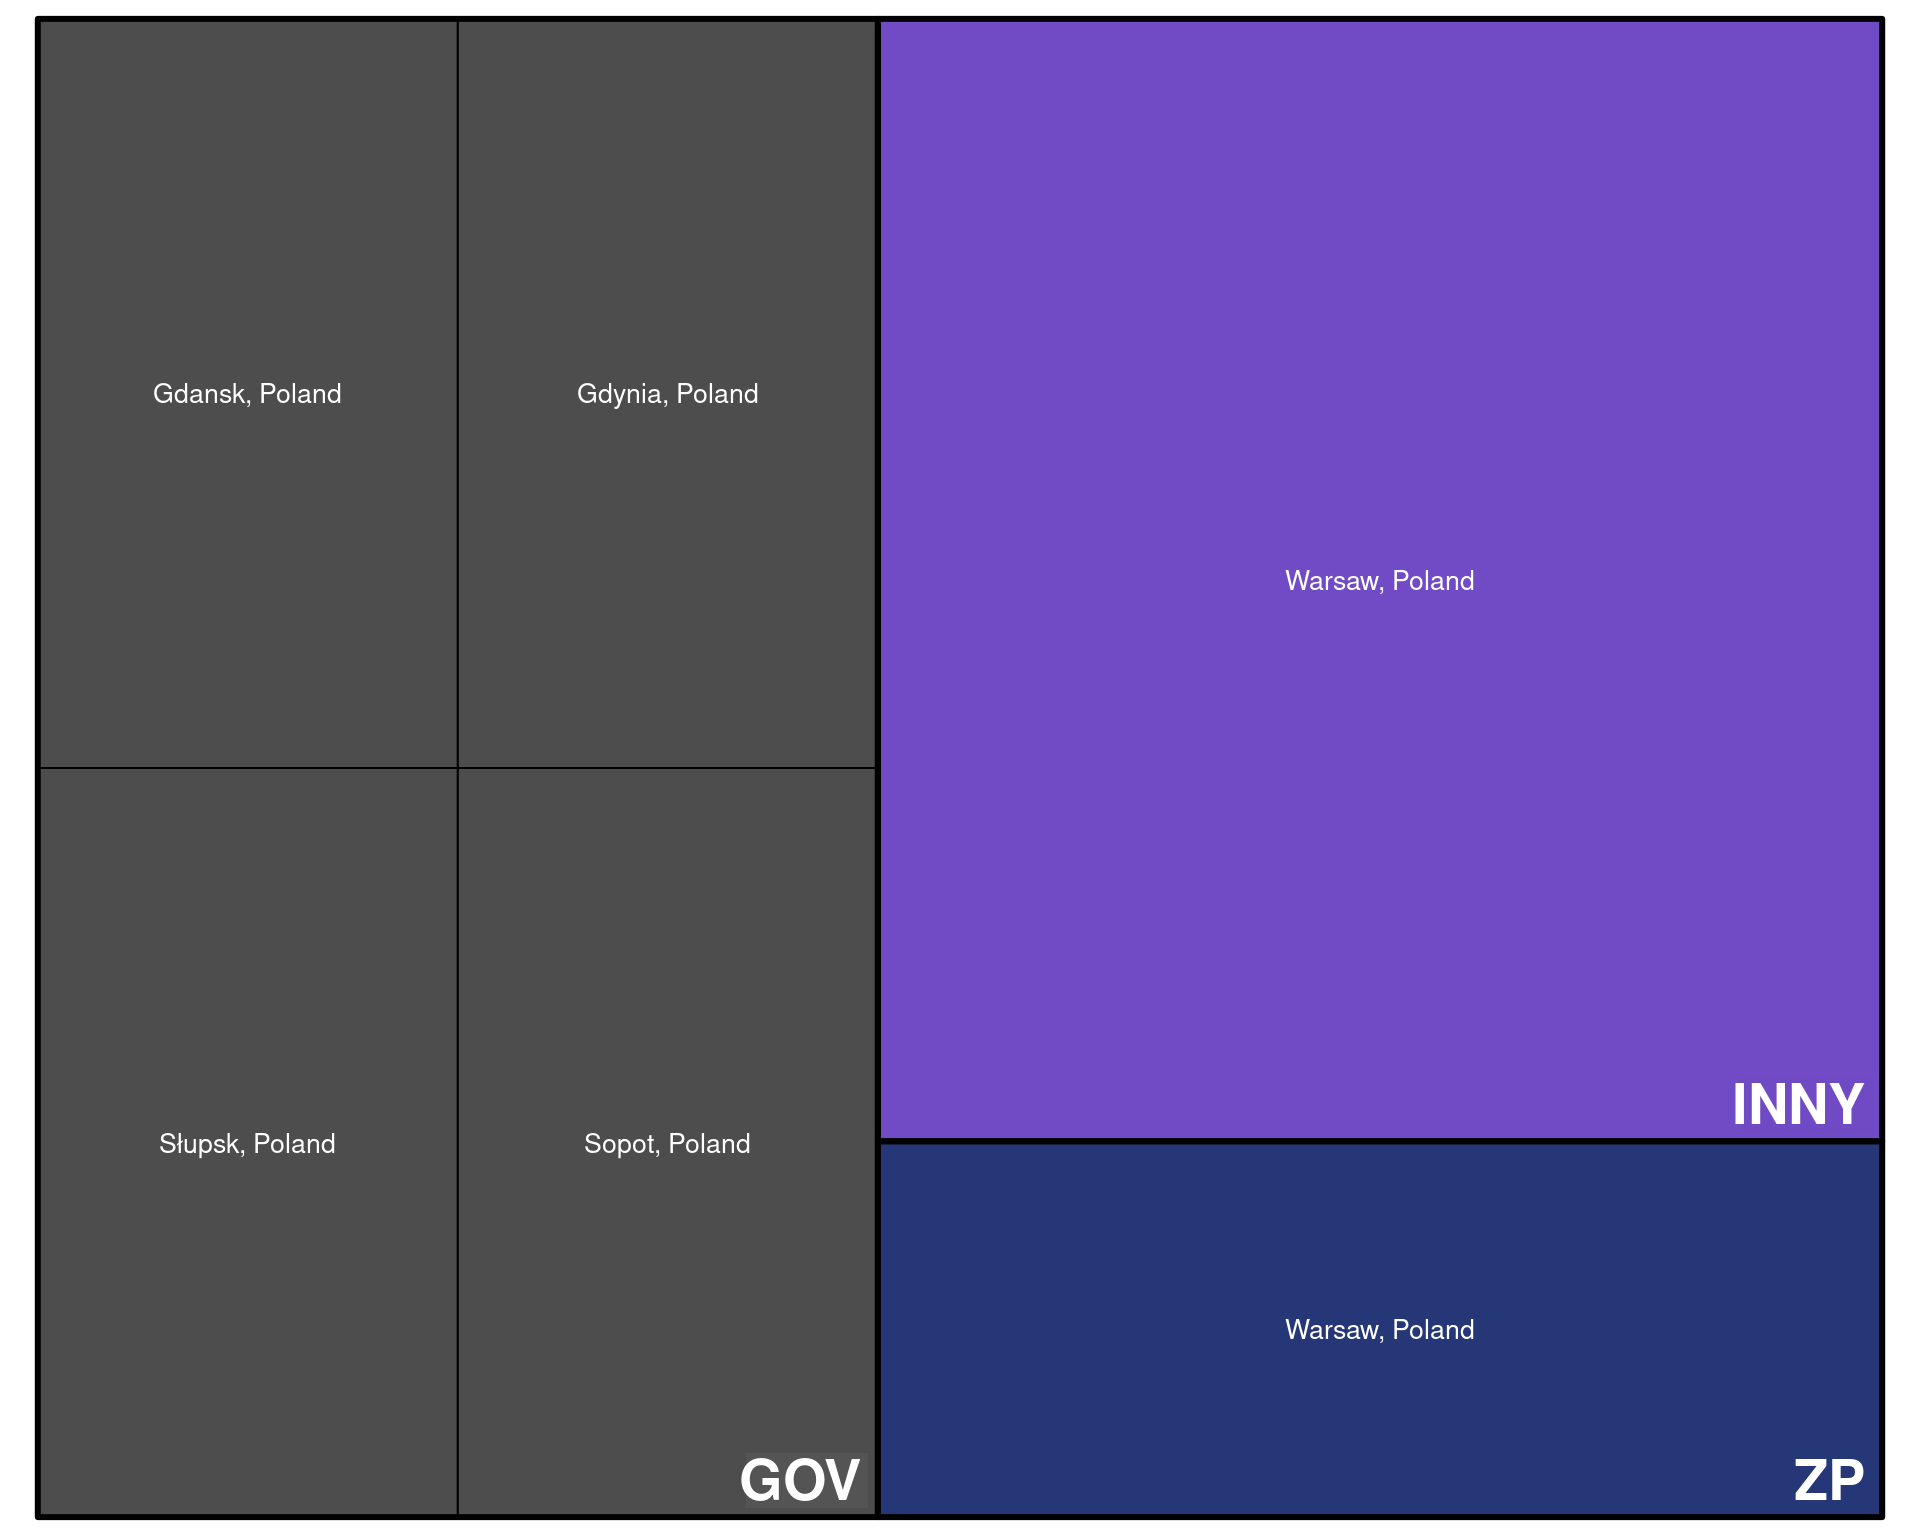 Gdansk, Poland
Gdynia, Poland
Warsaw, Poland
INNY
Słupsk, Poland
Sopot, Poland
GOV
Warsaw, Poland
ZP